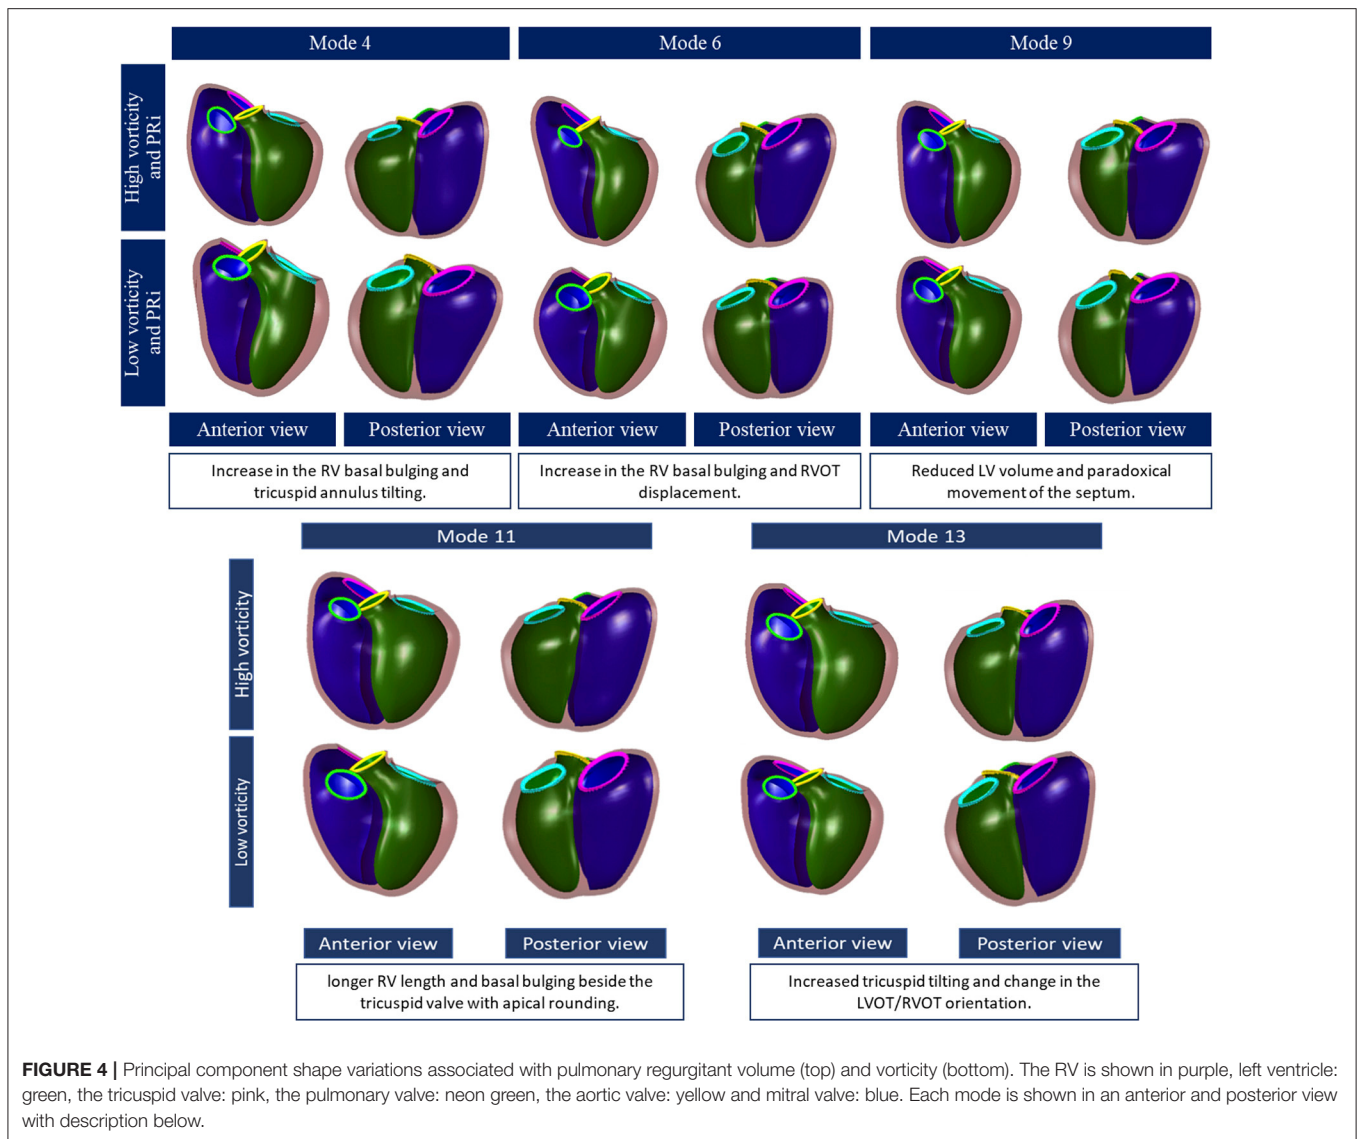 Mode 4
Mode 6
Mode 9
High vorticity
and PRi
Low vorticity
and PRi
Anterior view
Posterior view
Anterior view
Posterior view
Anterior view
Posterior view
Increase in the RV basal bulging and
tricuspid annulus tilting.
Increase in the RV basal bulging and RVOT
displacement.
Reduced LV volume and paradoxical
movement of the septum.
Mode 11
Mode 13
High vorticity
Low vorticity
Anterior view
Posterior view
Anterior view
Posterior view
longer RV length and basal bulging beside the
tricuspid valve with apical rounding.
Increased tricuspid tilting and change in the
LVOT/RVOT orientation.
FIGURE 4 | Principal component shape variations associated with pulmonary regurgitant volume (top) and vorticity (bottom). The RV is shown in purple, left ventricle:
green, the tricuspid valve: pink, the pulmonary valve: neon green, the aortic valve: yellow and mitral valve: blue. Each mode is shown in an anterior and posterior view
with description below.